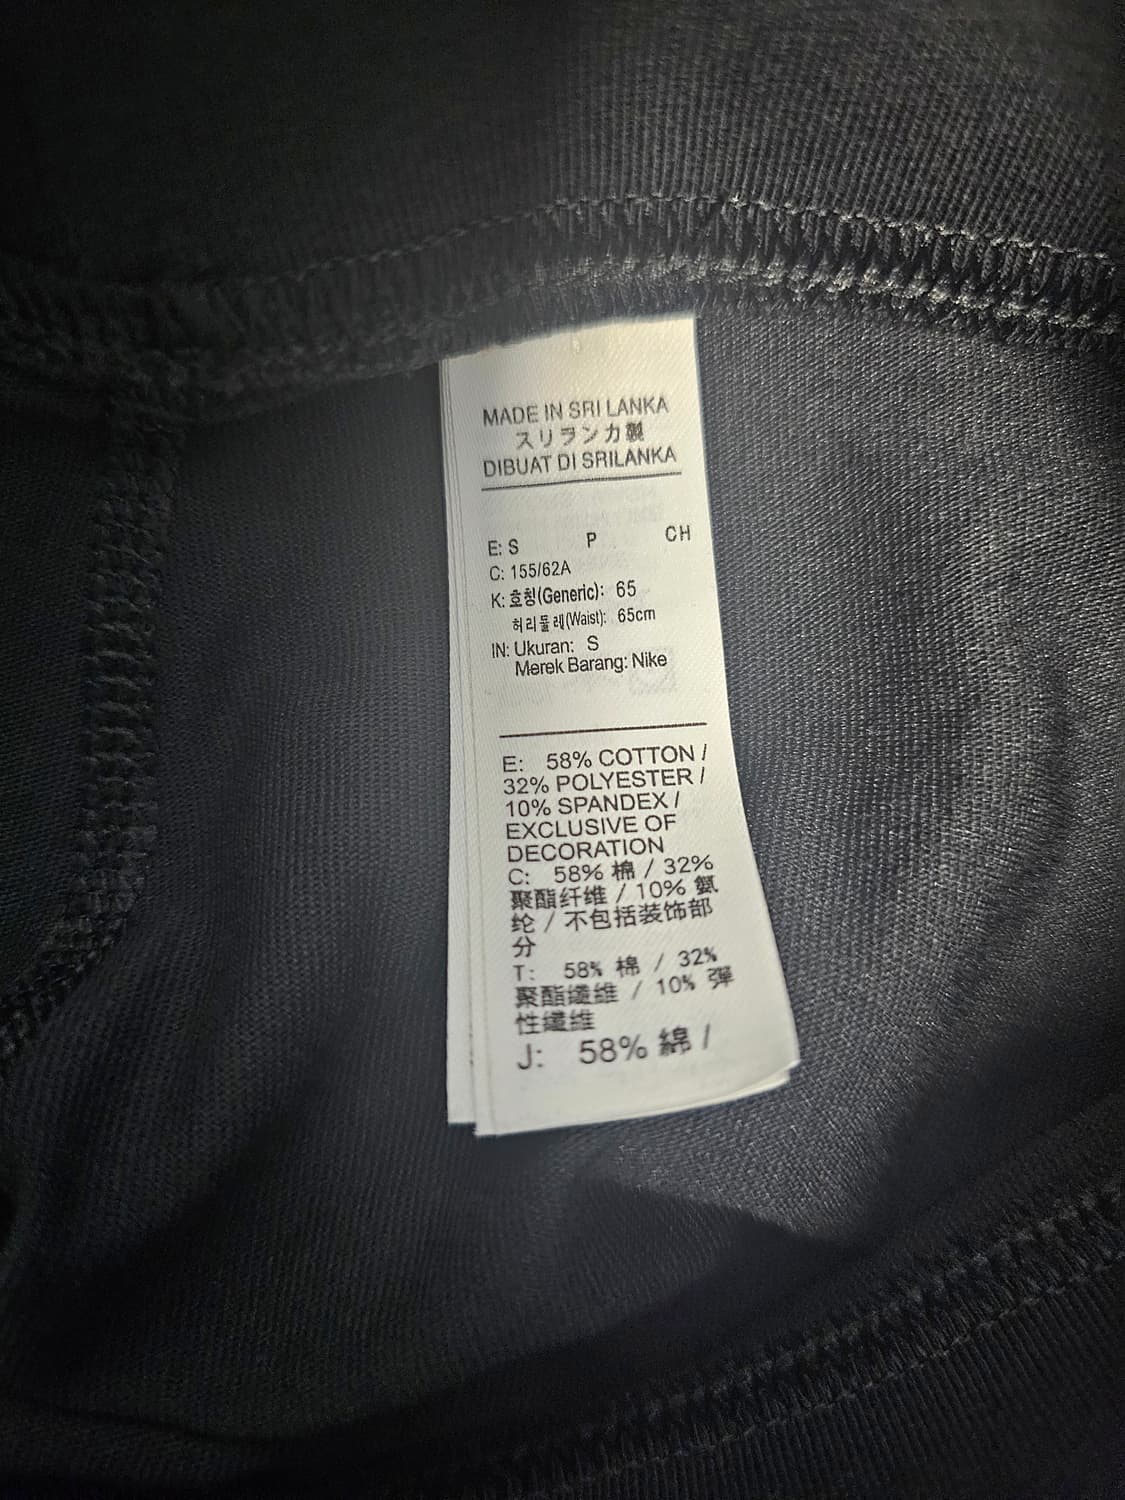 MADE IN SRI LANKA
スリランカ製
DIBUAT DI SRILANKA
E: S P CH
C: 155/62A
K: 호칭(Generic): 65
허리둘레(Waist): 65cm
IN: Ukuran: S
Merek Barang: Nike
E: 58% COTTON /
32% POLYESTER /
10% SPANDEX /
EXCLUSIVE OF
DECORATION
C: 58% 棉 / 32%
聚酯纤维 / 10% 氨
纶 / 不包括装饰部
分
T: 58% 棉 / 32%
聚酯纖維 / 10% 彈
性纖維
J: 58% 綿 /